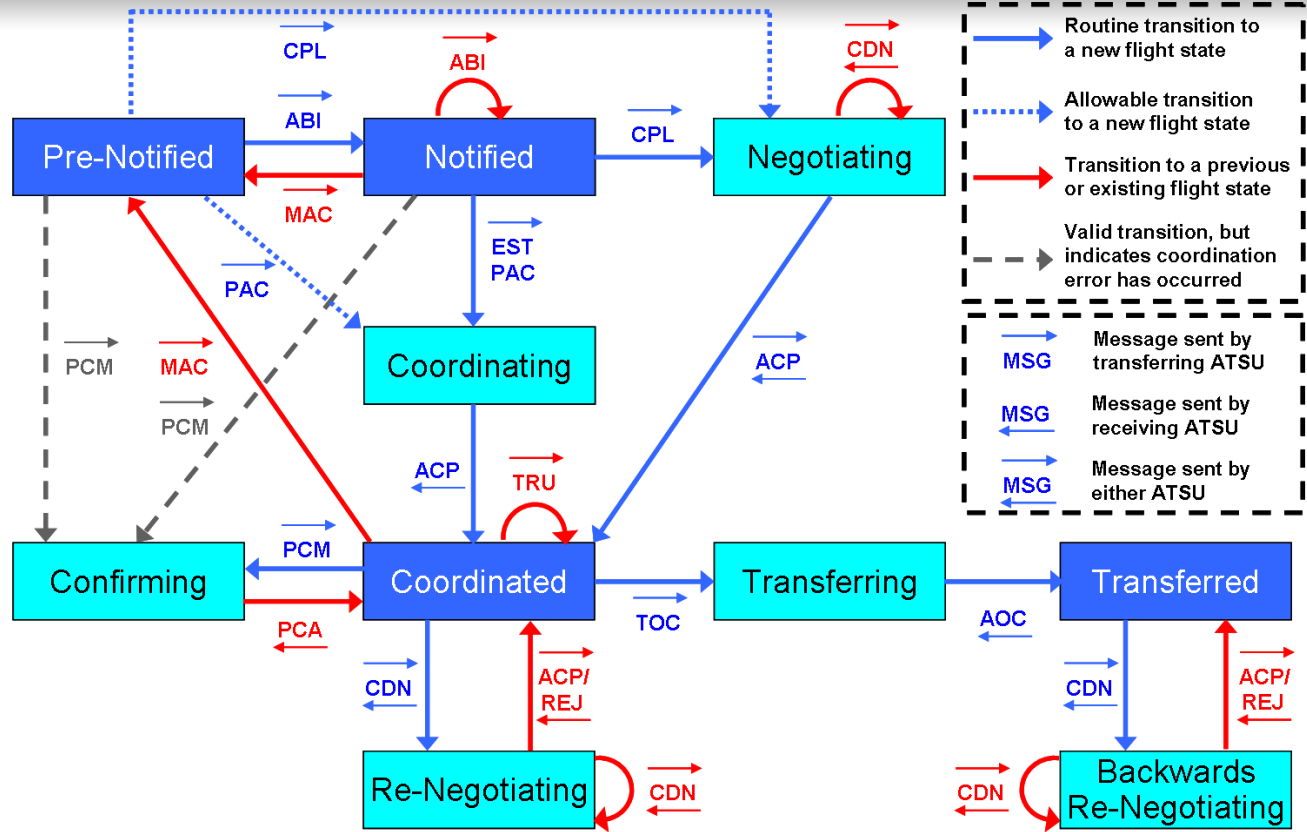 CPL
ABI
CDN
ABI
CPL
Pre-Notified
Notified
Negotiating
MAC
EST
PAC
PAC
PCM
MAC
PCM
Coordinating
ACP
ACP
TRU
PCM
Confirming
Coordinated
Transferring
Transferred
PCA
TOC
AOC
CDN
ACP/
REJ
CDN
ACP/
REJ
Re-Negotiating
CDN
CDN
Backwards
Re-Negotiating
Routine transition to
a new flight state
Allowable transition
to a new flight state
Transition to a previous
or existing flight state
Valid transition, but
indicates coordination
error has occurred
MSG
Message sent by
transferring ATSU
MSG
Message sent by
receiving ATSU
MSG
Message sent by
either ATSU